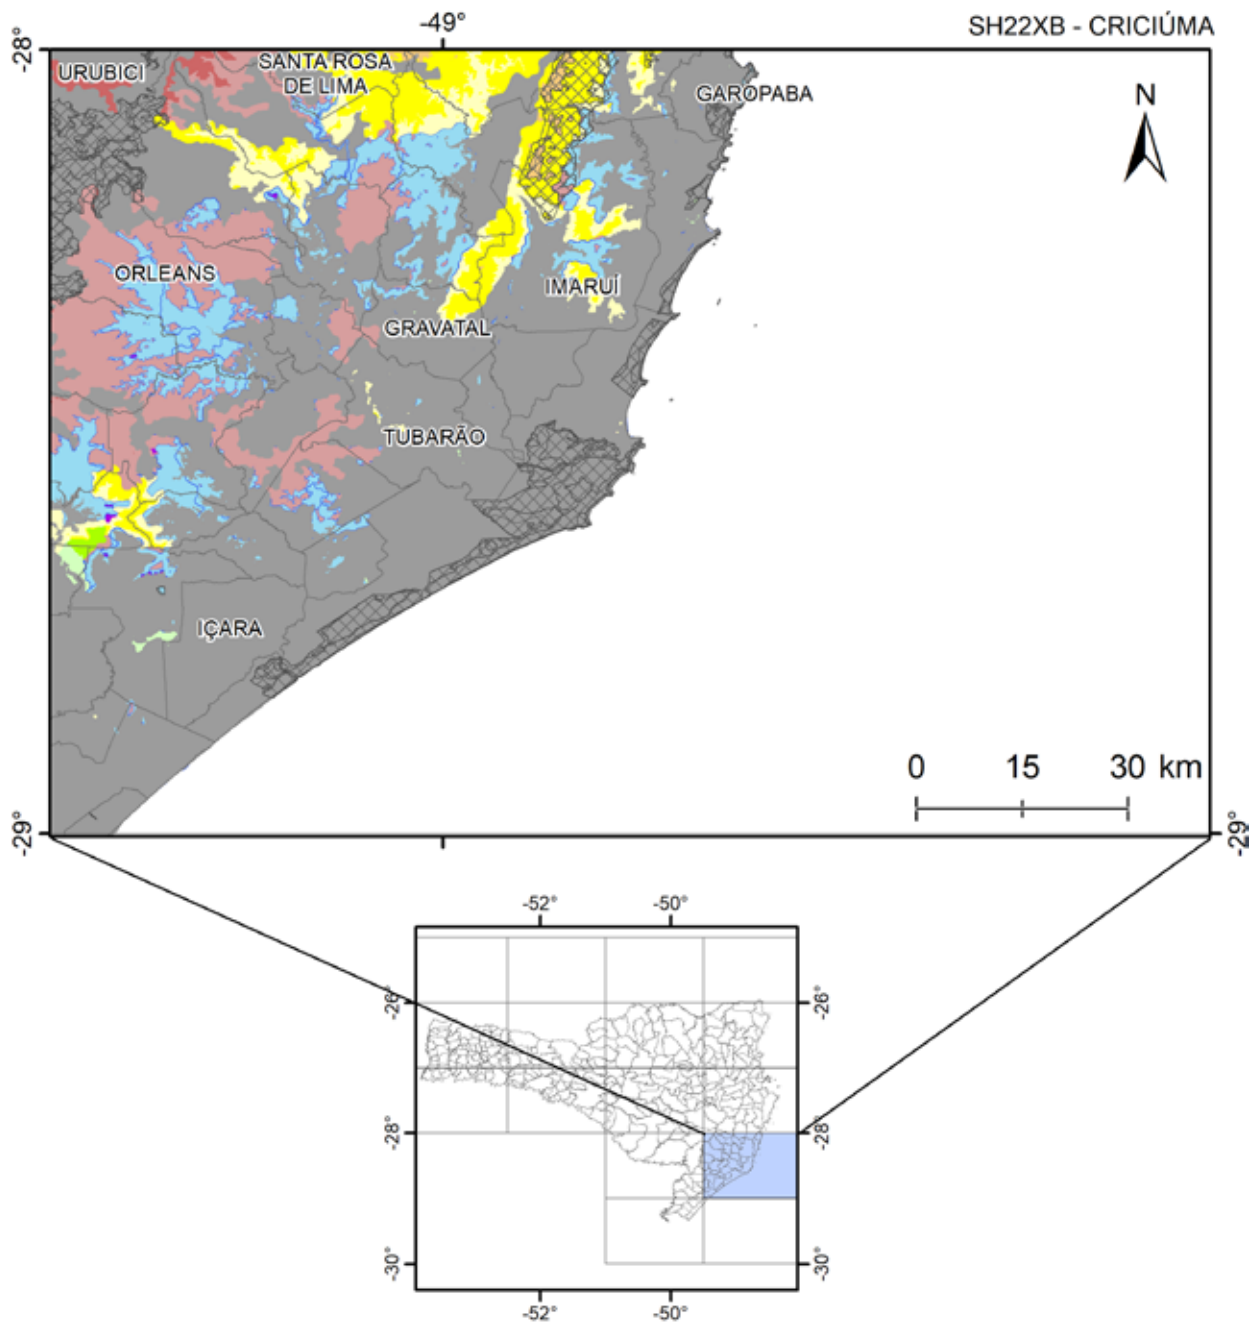 -49°
SH22XB - CRICIÚMA
-28°
URUBICI
SANTA ROSA
DE LIMA
GAROPABA
N
ORLEANS
IMARUÍ
GRAVATAL
TUBARÃO
IÇARA
0 15 30 km
-29°
-29°
-52° -50°
-26° -26°
-28° -28°
-30° -30°
-52° -50°